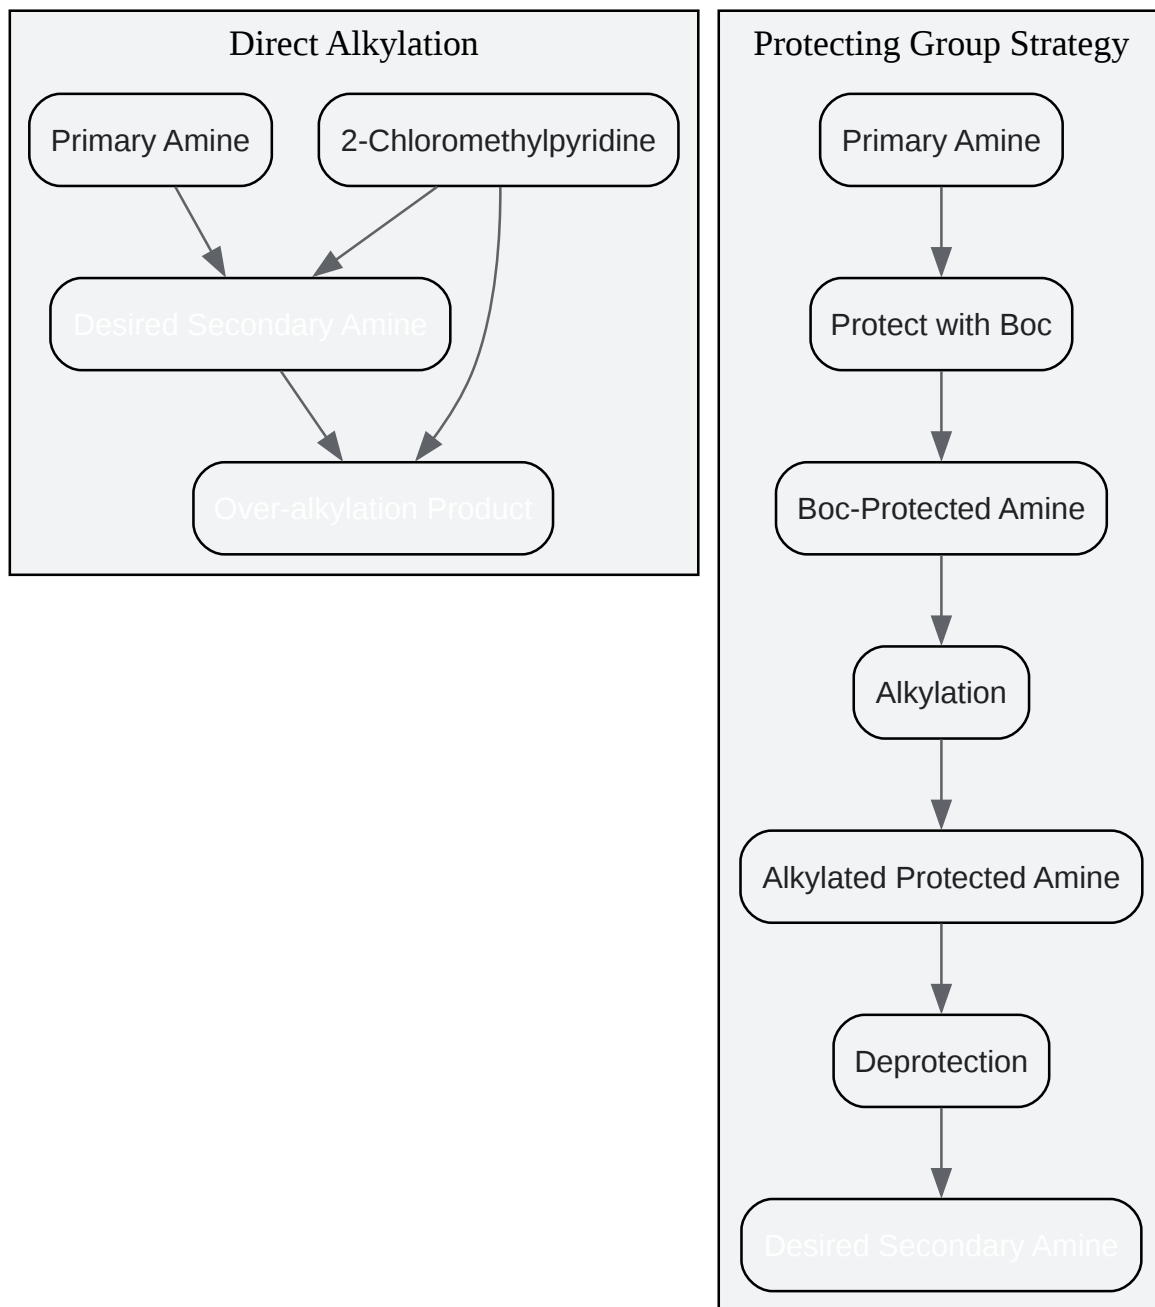 Direct Alkylation
Primary Amine
2-Chloromethylpyridine
Desired Secondary Amine
Over-alkylation Product
Protecting Group Strategy
Primary Amine
Protect with Boc
Boc-Protected Amine
Alkylation
Alkylated Protected Amine
Deprotection
Desired Secondary Amine